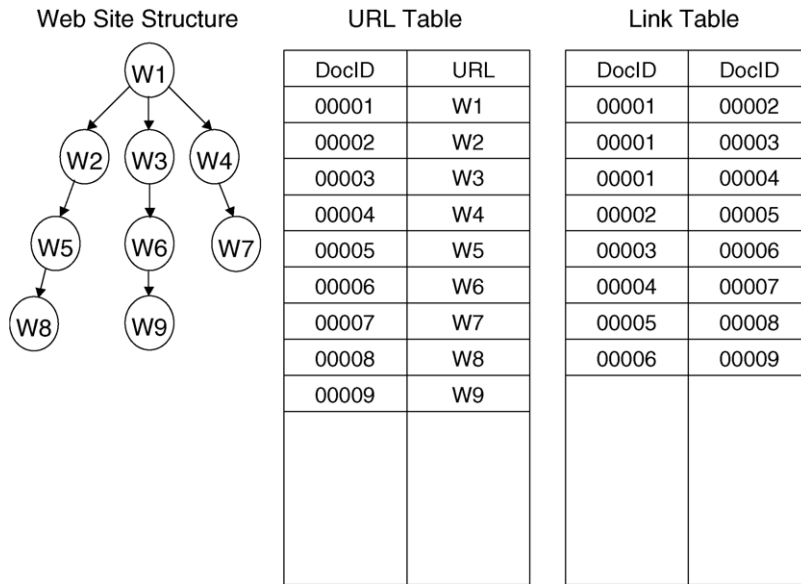 Web Site Structure
W1
W2 W3 W4
W5 W6 W7
W8 W9
URL Table
DocID URL
00001 W1
00002 W2
00003 W3
00004 W4
00005 W5
00006 W6
00007 W7
00008 W8
00009 W9
Link Table
DocID DocID
00001 00002
00001 00003
00001 00004
00002 00005
00003 00006
00004 00007
00005 00008
00006 00009